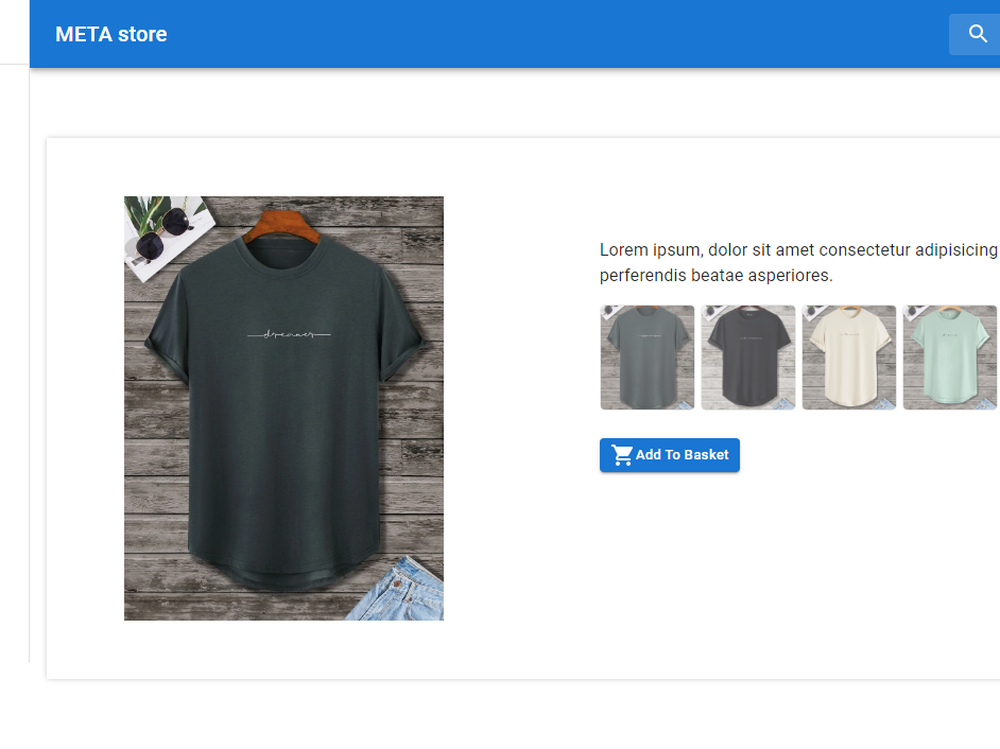 META store
Lorem ipsum, dolor sit amet consectetur adipisicing
perferendis beatae asperiores.
dreamer
Add To Basket